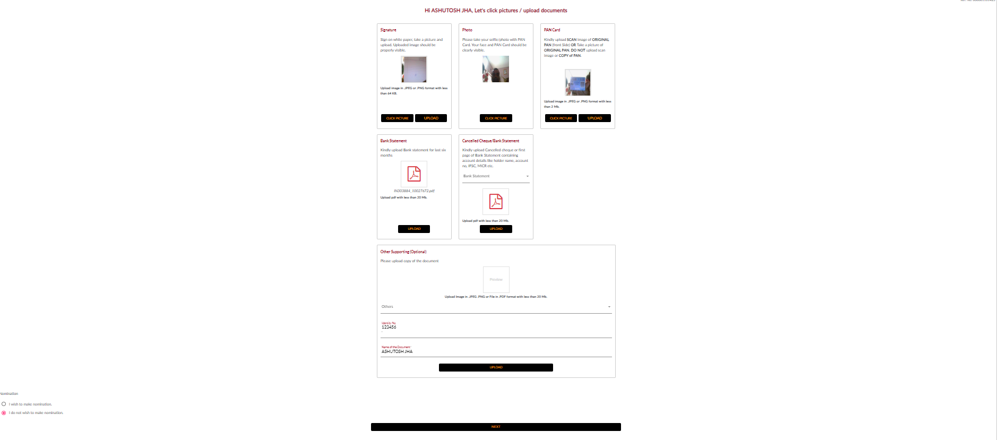 Hi ASHUTOSH JHA, Let's click pictures / upload documents
Signature
Sign on white paper, take a picture and
upload. Uploaded image should be
properly visible.
Upload image in .JPEG or .PNG format with less
than 64 KB.
CLICK PICTURE
UPLOAD
Photo
Please take your selfie/photo with PAN
Card. Your face and PAN Card should be
clearly visible.
CLICK PICTURE
PAN Card
Kindly upload SCAN image of ORIGINAL
PAN (front Side) OR Take a picture of
ORIGINAL PAN. DO NOT upload scan
image or COPY of PAN.
Upload image in .JPEG or .PNG format with less
than 2 Mb.
CLICK PICTURE
UPLOAD
Bank Statement
Kindly upload Bank statement for last six
months
IN303884_10027672.pdf
Upload pdf with less than 20 Mb.
UPLOAD
Cancelled Cheque/Bank Statement
Kindly upload Cancelled cheque or first
page of Bank Statement containing
account details like holder name, account
no, IFSC, MICR etc.
Bank Statement
Upload pdf with less than 20 Mb.
UPLOAD
Other Supporting (Optional)
Please upload copy of the document
Preview
Upload Image in .JPEG .PNG or File in .PDF format with less than 20 Mb.
Others
Identity No
123456
Name of the Document*
ASHUTOSH JHA
UPLOAD
Nomination
I wish to make nomination.
I do not wish to make nomination.
NEXT